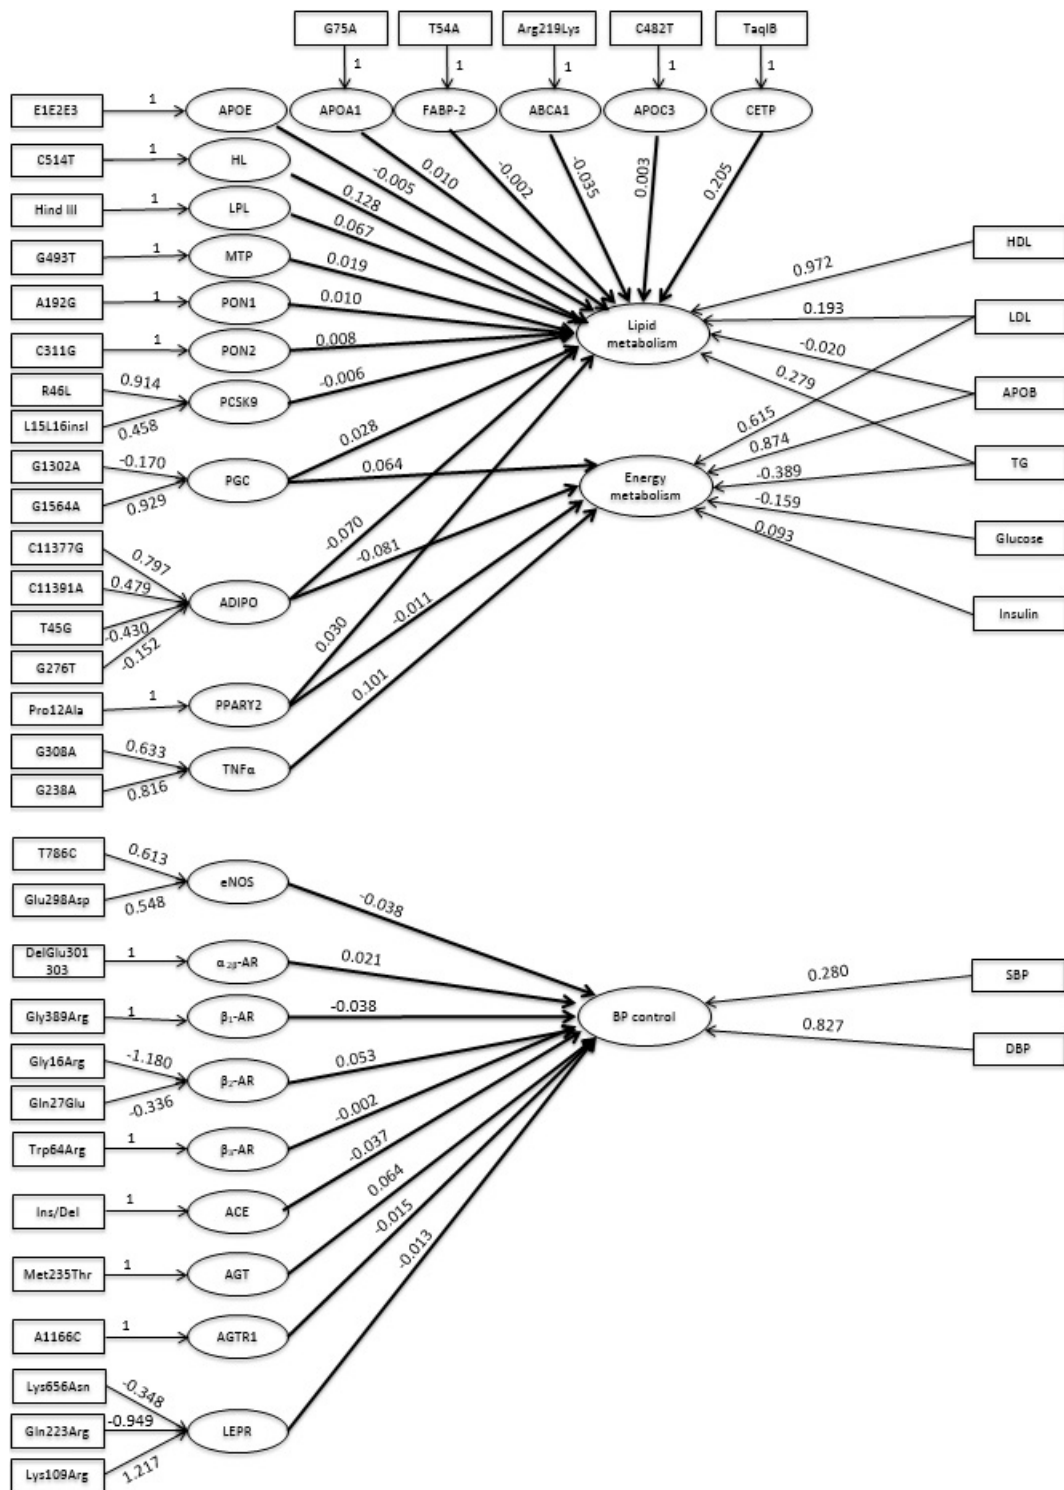 G75A
T54A
Arg219Lys
C482T
TaqIB
1
1
1
1
1
E1E2E3
1
APOE
APOA1
FABP-2
ABCA1
APOC3
CETP
C514T
1
HL
-0.005
0.010
-0.002
-0.035
0.003
0.205
0.128
Hind III
1
LPL
0.067
G493T
1
MTP
0.019
A192G
1
PON1
0.010
C311G
1
PON2
0.008
R46L
0.914
L15L16insl
0.458
PCSK9
-0.006
Lipid
metabolism
HDL
0.972
LDL
0.193
-0.020
APOB
0.279
0.615
0.874
TG
-0.389
-0.159
Glucose
0.093
Insulin
G1302A
-0.170
G1564A
0.929
PGC
0.028
0.064
Energy
metabolism
C11377G
0.797
C11391A
0.479
T45G
-0.430
G276T
-0.152
ADIPO
-0.070
-0.081
Pro12Ala
1
PPARY2
0.030
-0.011
G308A
0.633
G238A
0.816
TNFα
0.101
T786C
0.613
Glu298Asp
0.548
eNOS
-0.038
DelGlu301
303
1
α2β-AR
0.021
Gly389Arg
1
β1-AR
-0.038
BP control
0.280
SBP
0.827
DBP
Gly16Arg
-1.180
Gln27Glu
-0.336
β2-AR
0.053
Trp64Arg
1
β3-AR
-0.002
Ins/Del
1
ACE
-0.037
Met235Thr
1
AGT
0.064
A1166C
1
AGTR1
-0.015
Lys656Asn
-0.348
Gln223Arg
-0.949
Lys109Arg
1.217
LEPR
-0.013